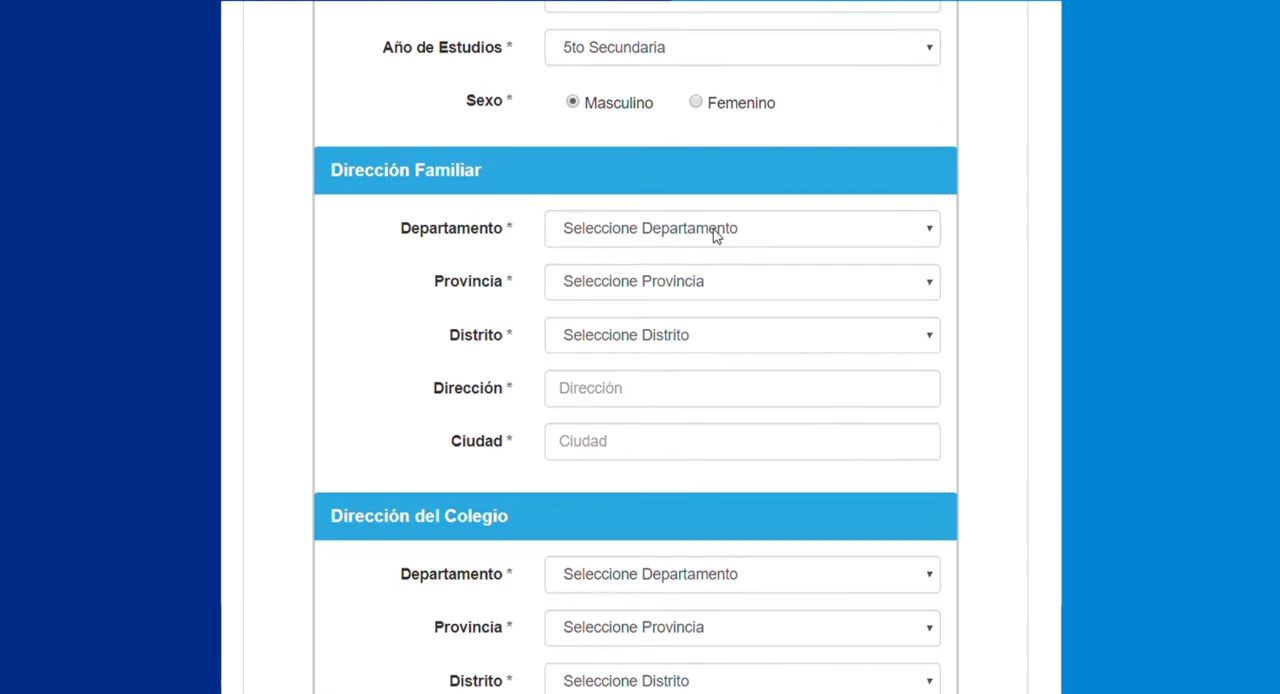 Año de Estudios * 5to Secundaria
Sexo * Masculino Femenino
Dirección Familiar
Departamento * Seleccione Departamento
Provincia * Seleccione Provincia
Distrito * Seleccione Distrito
Dirección * Dirección
Ciudad * Ciudad
Dirección del Colegio
Departamento * Seleccione Departamento
Provincia * Seleccione Provincia
Distrito * Seleccione Distrito